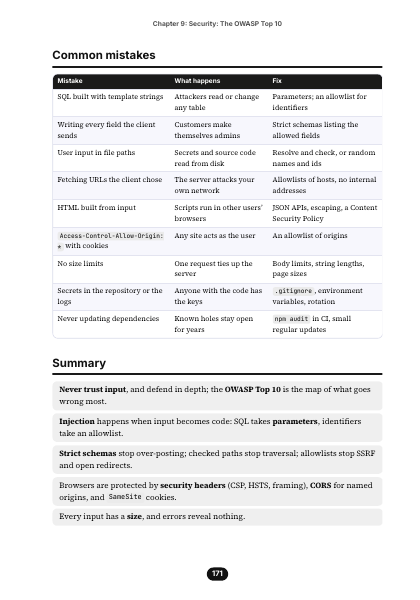 Chapter 9: Security: The OWASP Top 10
Common mistakes
Mistake What happens Fix
SQL built with template strings Attackers read or change Parameters; an allowlist for
any table identifiers
Writing every field the client Customers make Strict schemas listing the
sends themselves admins allowed fields
User input in file paths Secrets and source code Resolve and check, or random
read from disk names and ids
Fetching URLs the client chose The server attacks your Allowlists of hosts, no internal
own network addresses
HTML built from input Scripts run in other users' JSON APIs, escaping, a Content
browsers Security Policy
Access-Control-Allow-Origin: Any site acts as the user An allowlist of origins
* with cookies
No size limits One request ties up the Body limits, string lengths,
server page sizes
Secrets in the repository or the Anyone with the code has .gitignore, environment
logs the keys variables, rotation
Never updating dependencies Known holes stay open npm audit in CI, small
for years regular updates
Summary
Never trust input, and defend in depth; the OWASP Top 10 is the map of what goes
wrong most.
Injection happens when input becomes code: SQL takes parameters, identifiers
take an allowlist.
Strict schemas stop over-posting; checked paths stop traversal; allowlists stop SSRF
and open redirects.
Browsers are protected by security headers (CSP, HSTS, framing), CORS for named
origins, and SameSite cookies.
Every input has a size, and errors reveal nothing.
171